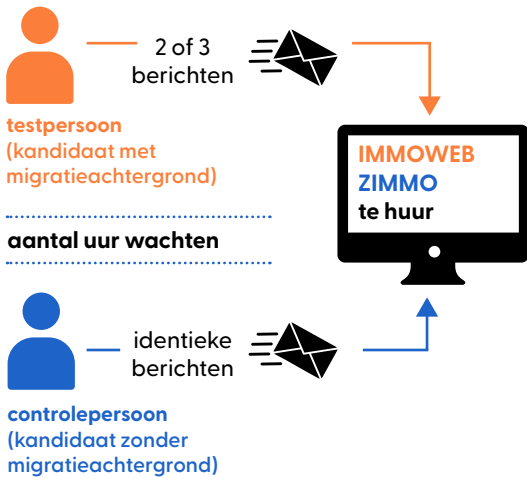 2 of 3
berichten
testpersoon
(kandidaat met
migratieachtergrond)
IMMOWEB
ZIMMO
te huur
aantal uur wachten
identieke
berichten
controlepersoon
(kandidaat zonder
migratieachtergrond)